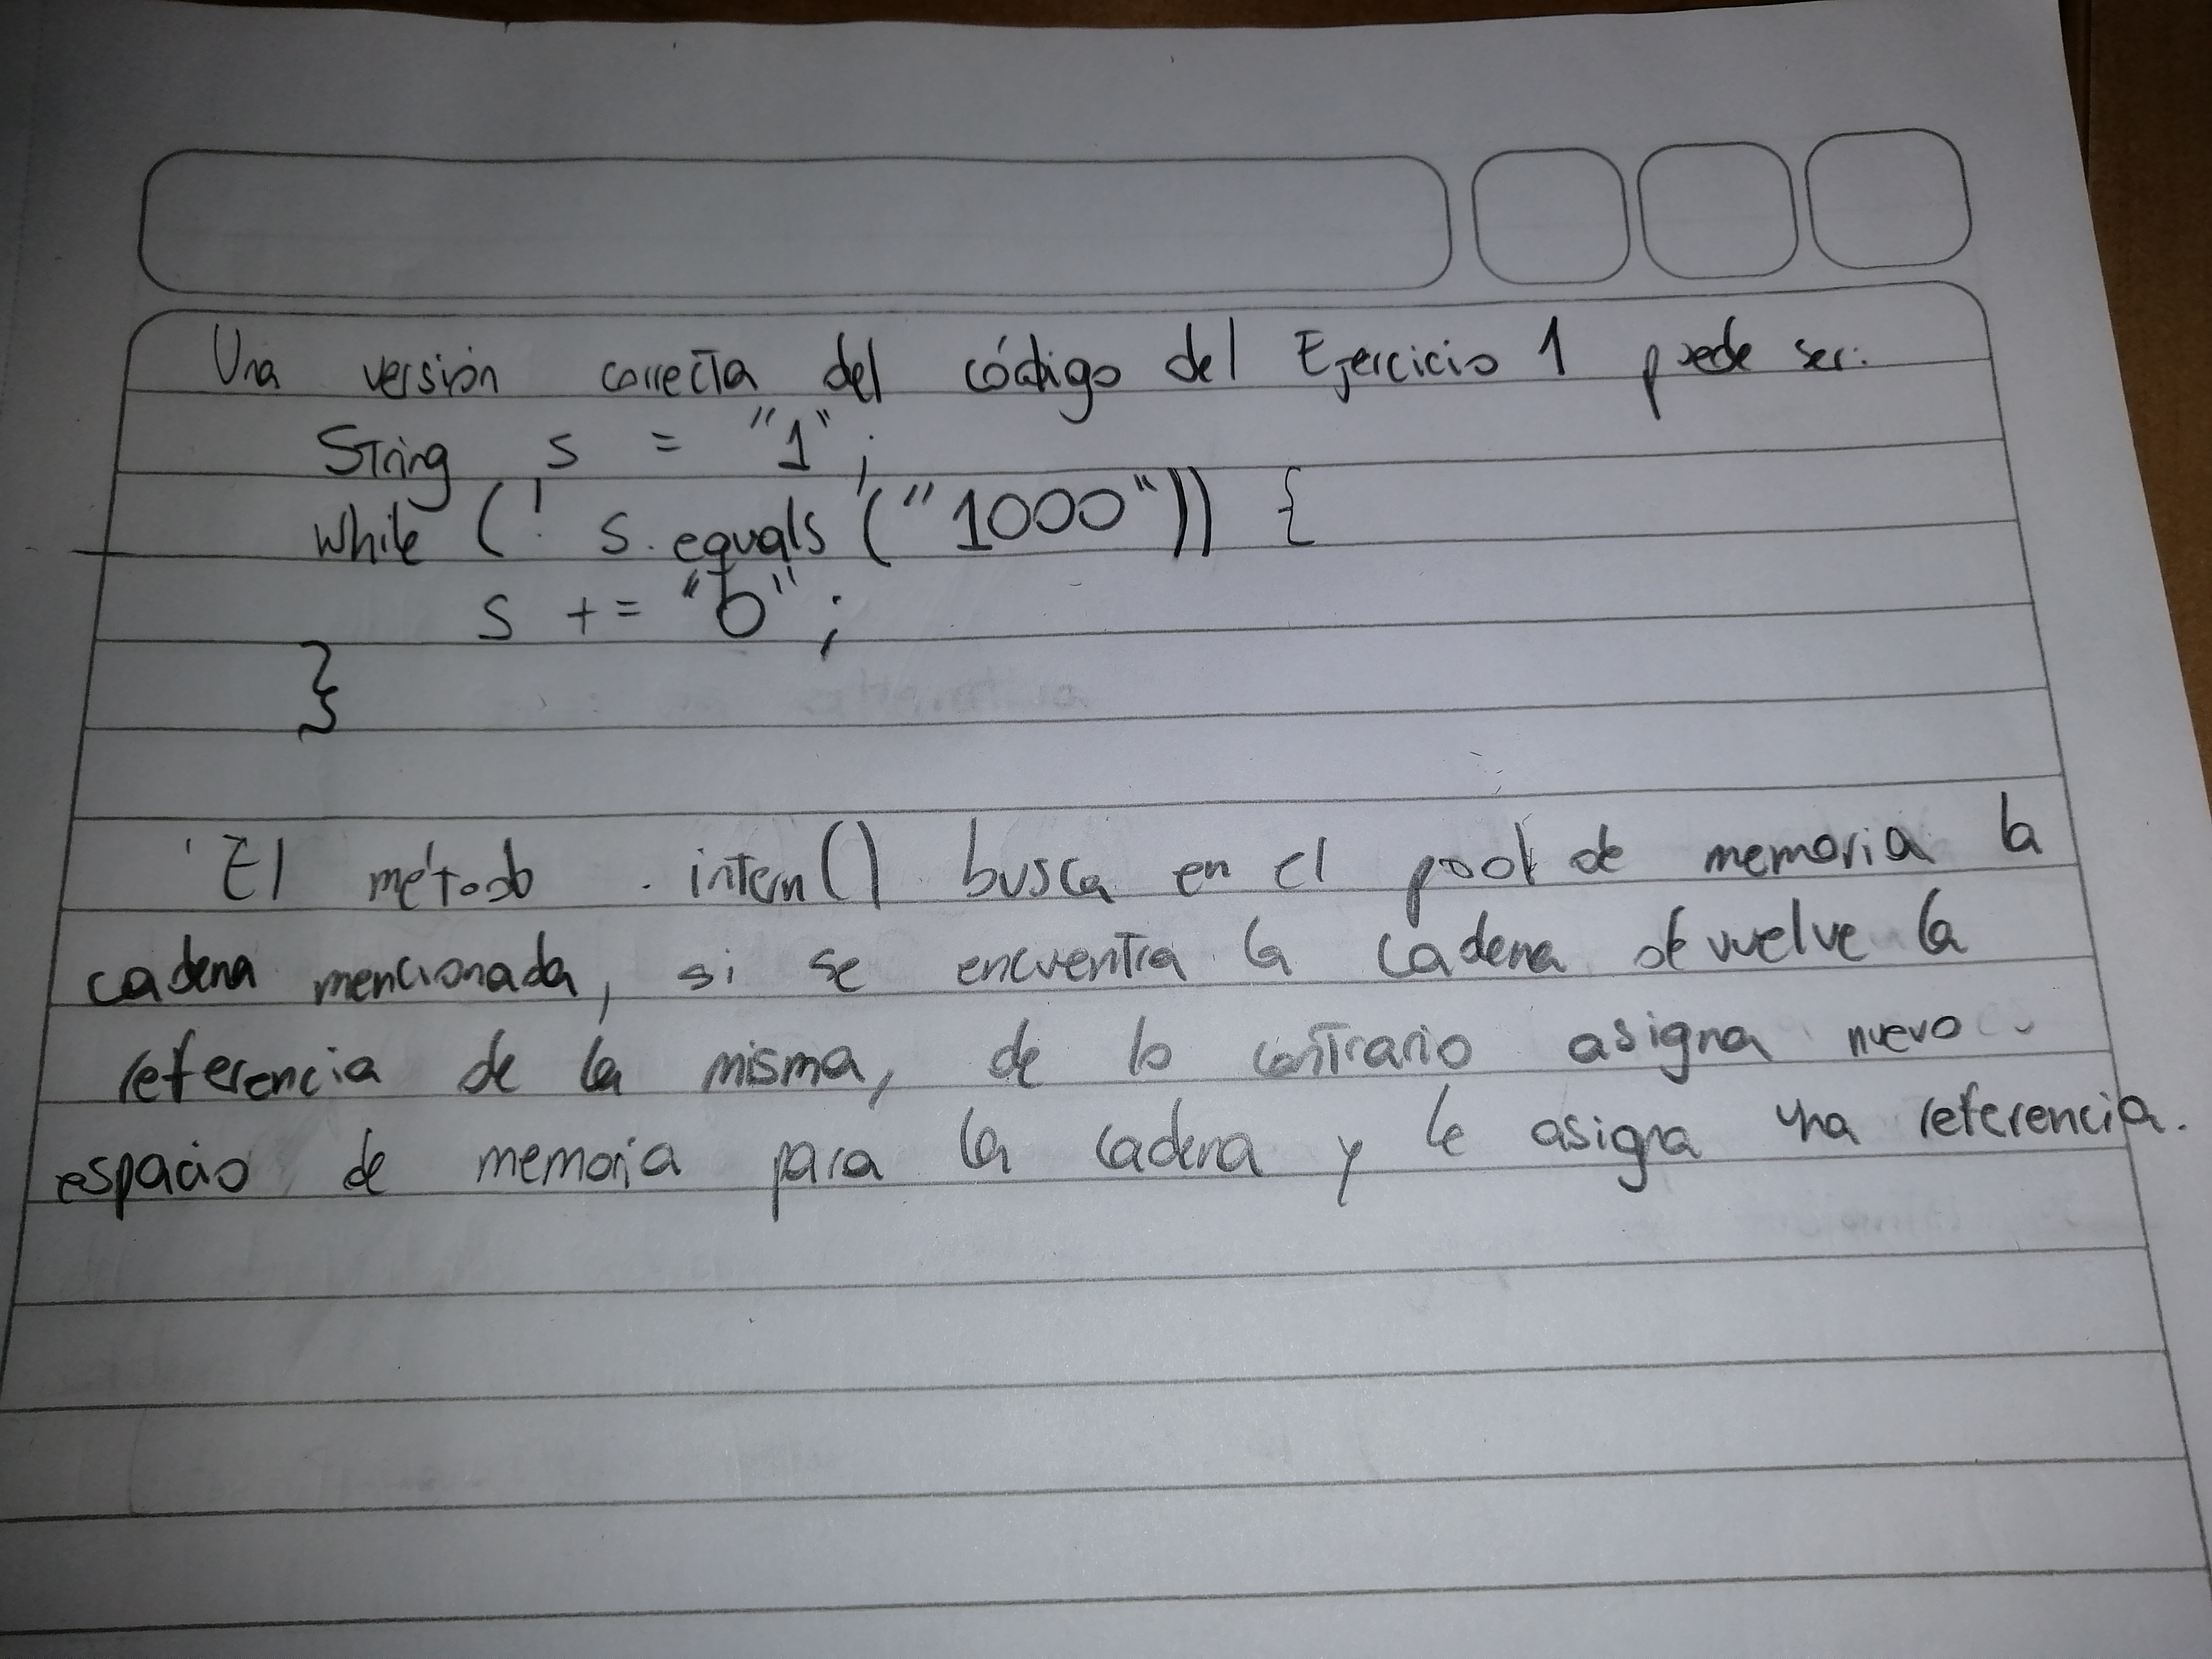 Una versión correcta del código del Ejercicio 1 puede ser:
String s = "1";
while (! s.equals ("1000")) {
s += "0";
}
El método .intern() busca en el pool de memoria la
cadena mencionada, si se encuentra la cadena devuelve la
referencia de la misma, de lo contrario asigna nuevo
espacio de memoria para la cadena y le asigna una referencia.